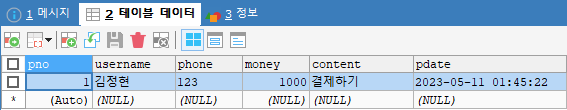 1 메시지 2 테이블 데이터 3 정보
pno username phone money content pdate
1 김정현 123 1000 결제하기 2023-05-11 01:45:22
* (Auto) (NULL) (NULL) (NULL) (NULL) (NULL)